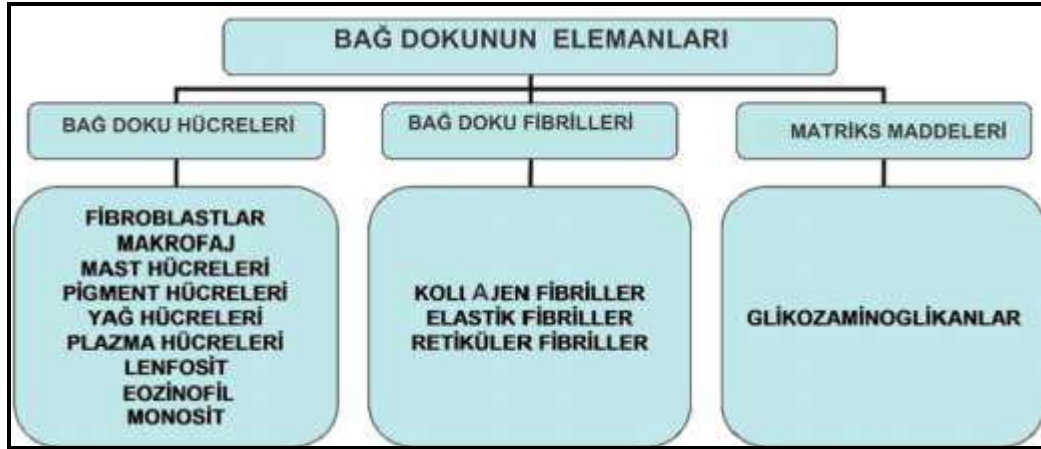 BAĞ DOKUNUN ELEMANLARI
BAĞ DOKU HÜCRELERİ
BAĞ DOKU FİBRİLLERİ
MATRİKS MADDELERİ
FİBROBLASTLAR
MAKROFAJ
MAST HÜCRELERİ
PİGMENT HÜCRELERİ
YAĞ HÜCRELERİ
PLAZMA HÜCRELERİ
LENFOSİT
EOZİNOFİL
MONOSİT
KOLLAJEN FİBRİLLER
ELASTİK FİBRİLLER
RETİKÜLER FİBRİLLER
GLİKOZAMİNOGLİKANLAR